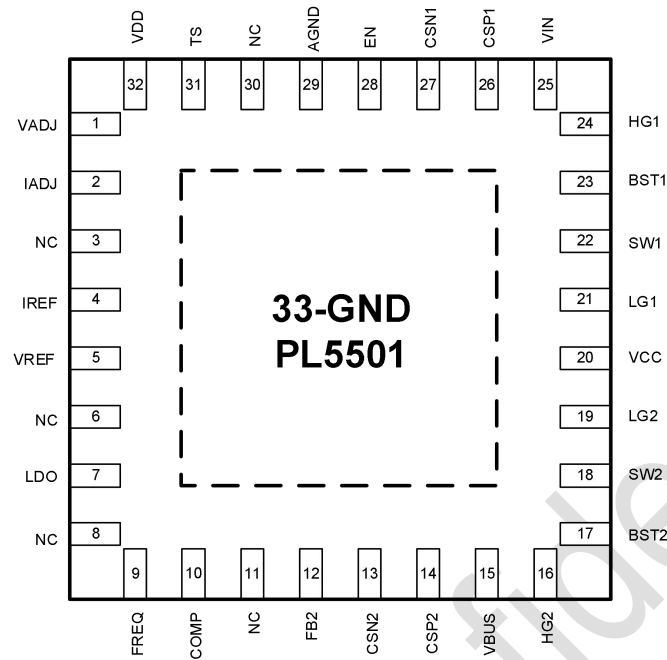 VDD TS NC AGND EN CSN1 CSP1 VIN
32 31 30 29 28 27 26 25
VADJ 1 24 HG1
IADJ 2 23 BST1
NC 3 22 SW1
IREF 4 21 LG1
VREF 5 20 VCC
NC 6 19 LG2
LDO 7 18 SW2
NC 8 17 BST2
33-GND
PL5501
9 10 11 12 13 14 15 16
FREQ COMP NC FB2 CSN2 CSP2 VBUS HG2
fide